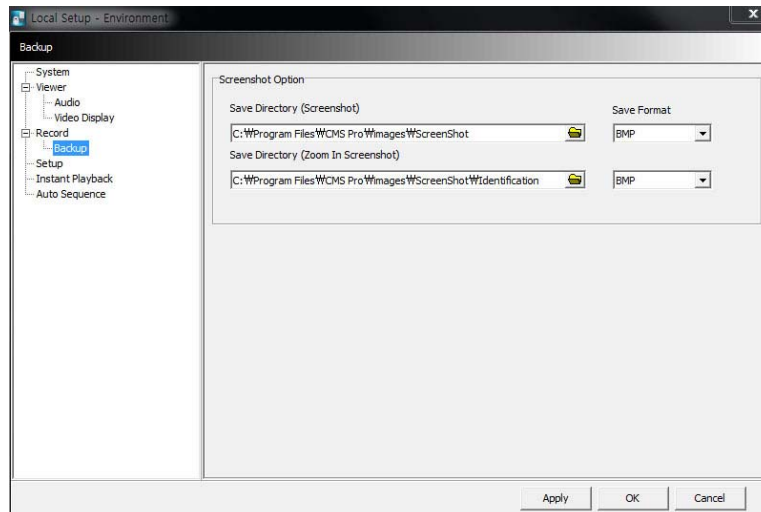 Local Setup - Environment
Backup
System
Viewer
Audio
Video Display
Record
Backup
Setup
Instant Playback
Auto Sequence
Screenshot Option
Save Directory (Screenshot)
Save Format
C:₩Program Files₩CMS Pro₩images₩ScreenShot
BMP
Save Directory (Zoom In Screenshot)
C:₩Program Files₩CMS Pro₩images₩ScreenShot₩Identification
BMP
Apply
OK
Cancel